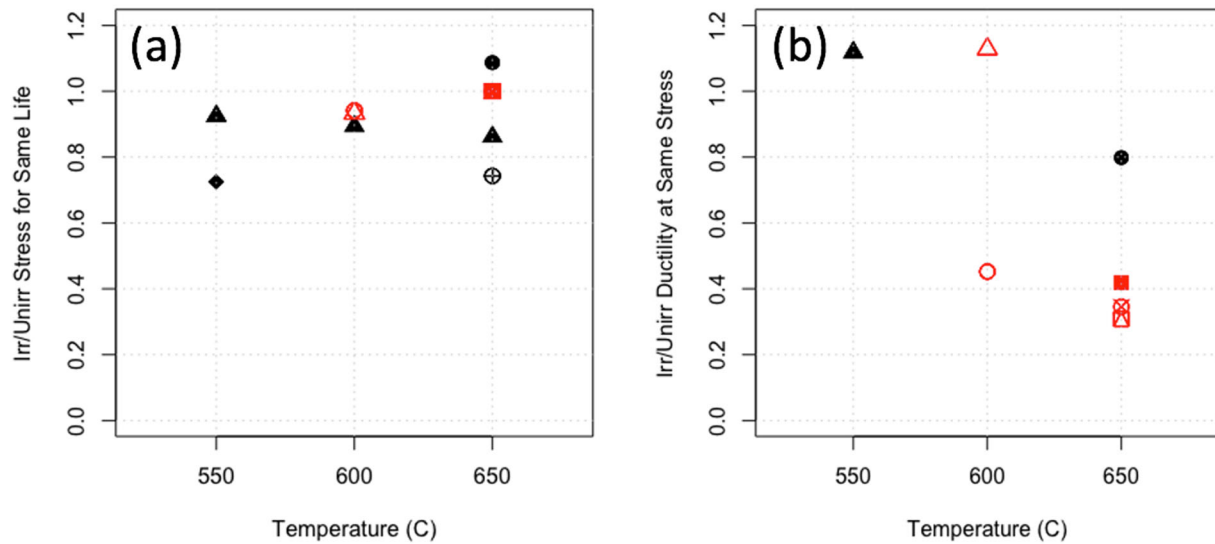 (a)
Irr/Unirr Stress for Same Life
1.2
1.0
0.8
0.6
0.4
0.2
0.0
550 600 650
Temperature (C)
(b)
Irr/Unirr Ductility at Same Stress
1.2
1.0
0.8
0.6
0.4
0.2
0.0
550 600 650
Temperature (C)